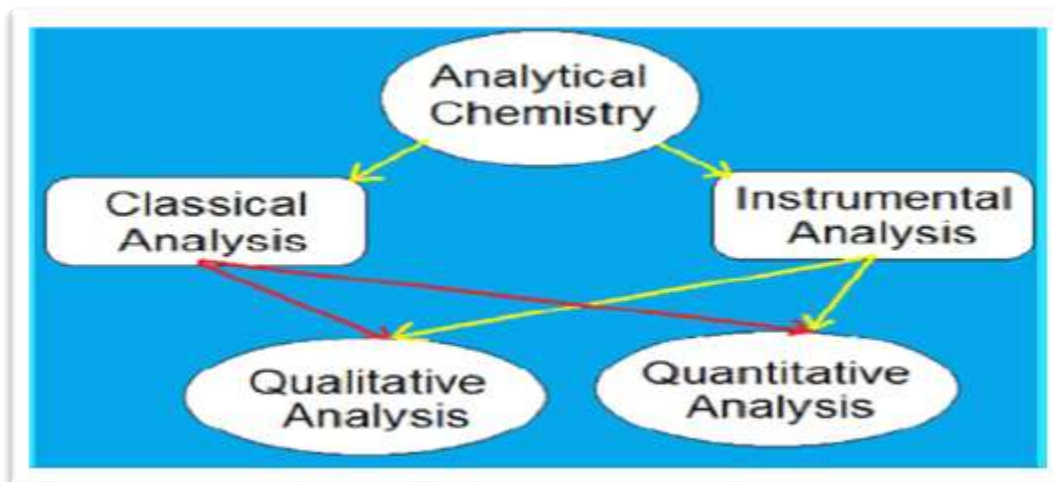 Analytical
Chemistry
Classical
Analysis
Instrumental
Analysis
Qualitative
Analysis
Quantitative
Analysis